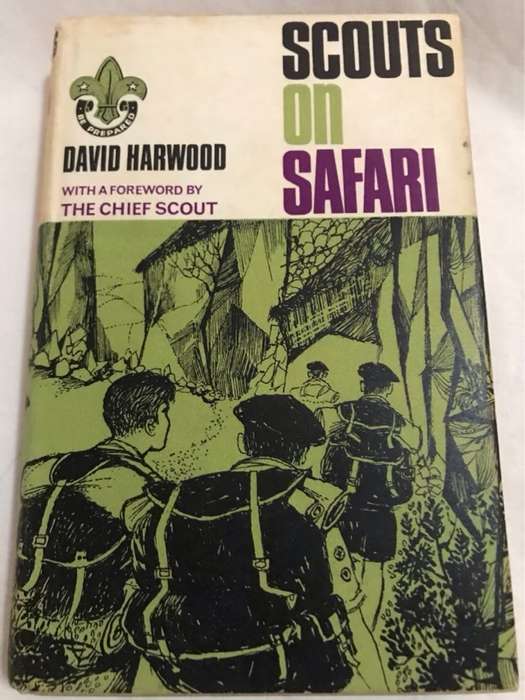 SCOUTS
on
SAFARI
BE PREPARED
DAVID HARWOOD
WITH A FOREWORD BY
THE CHIEF SCOUT